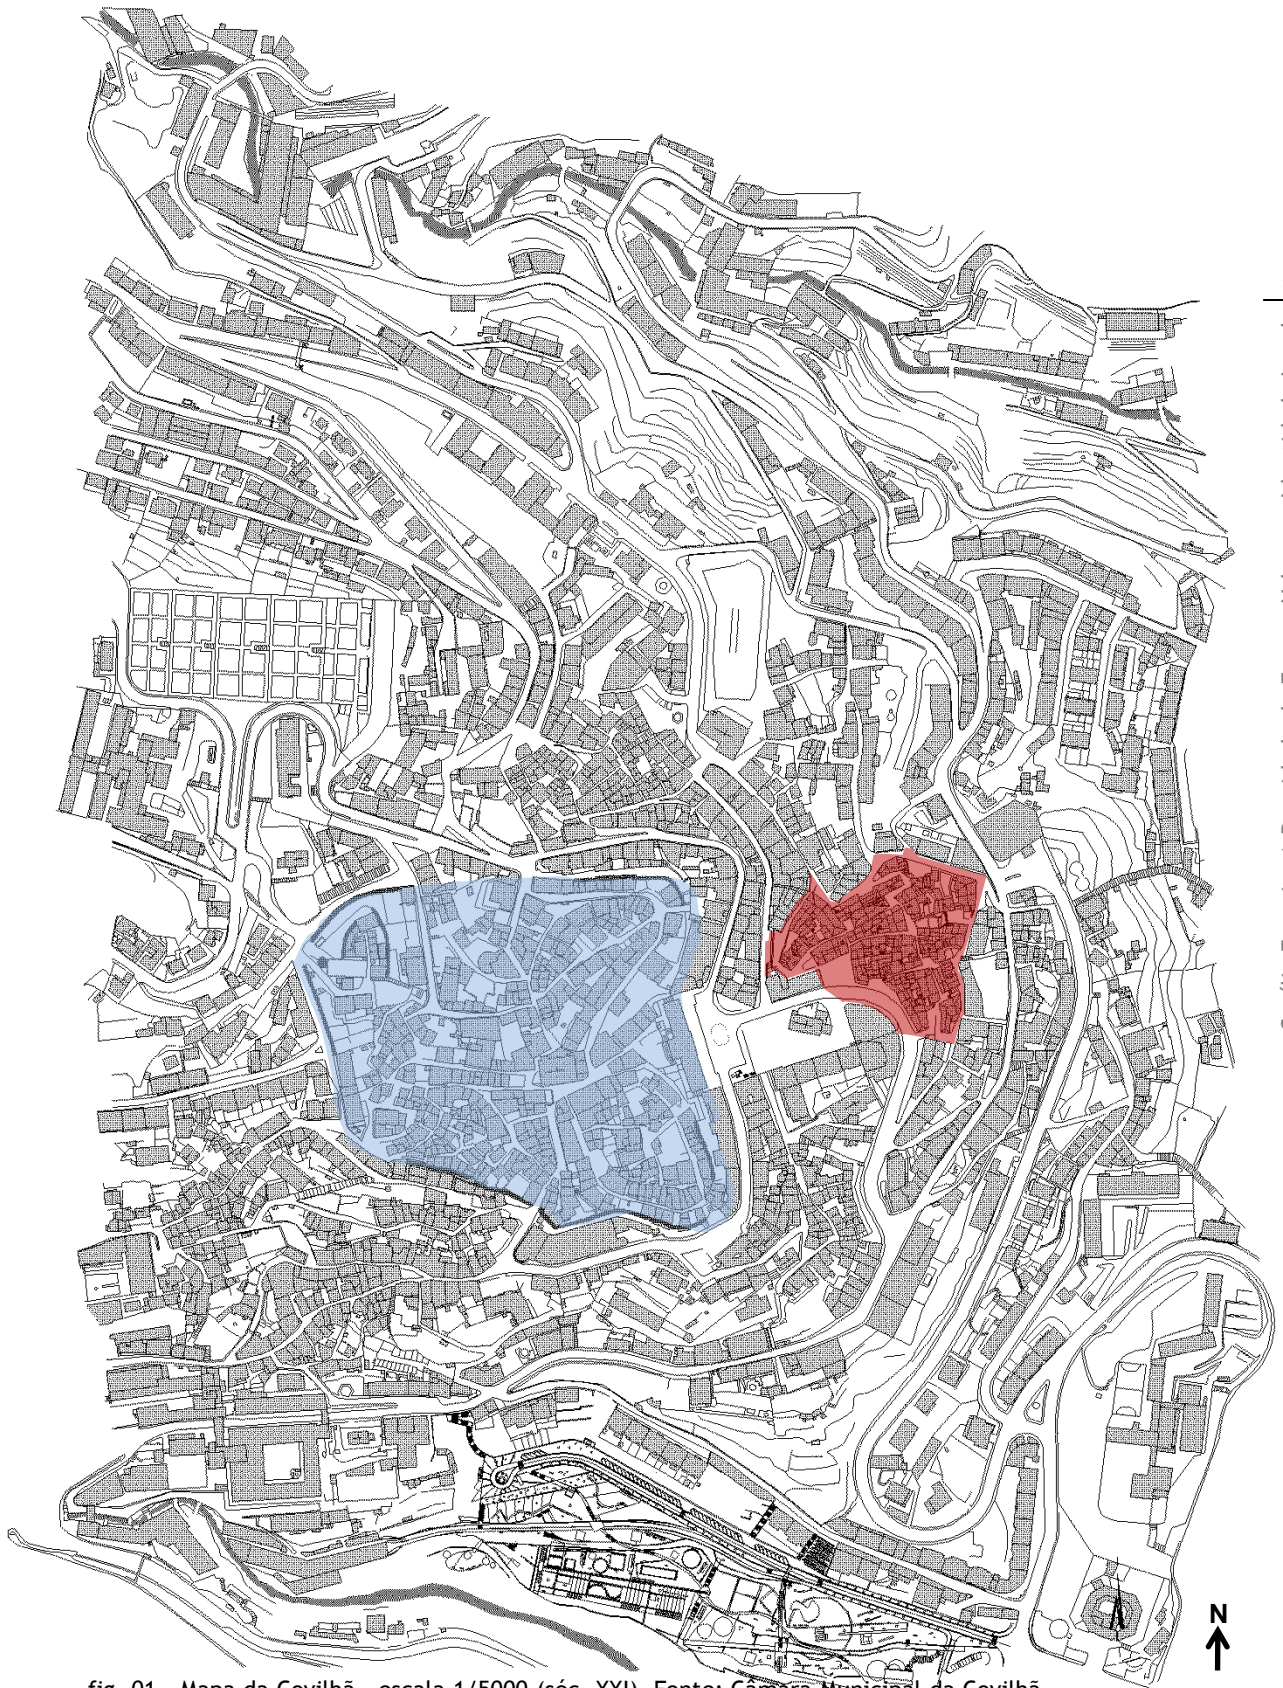 N
fig. 01 - Mapa da Covilhã - escala 1/5000 (séc. XXI). Fonte: Câmara Municipal da Covilhã